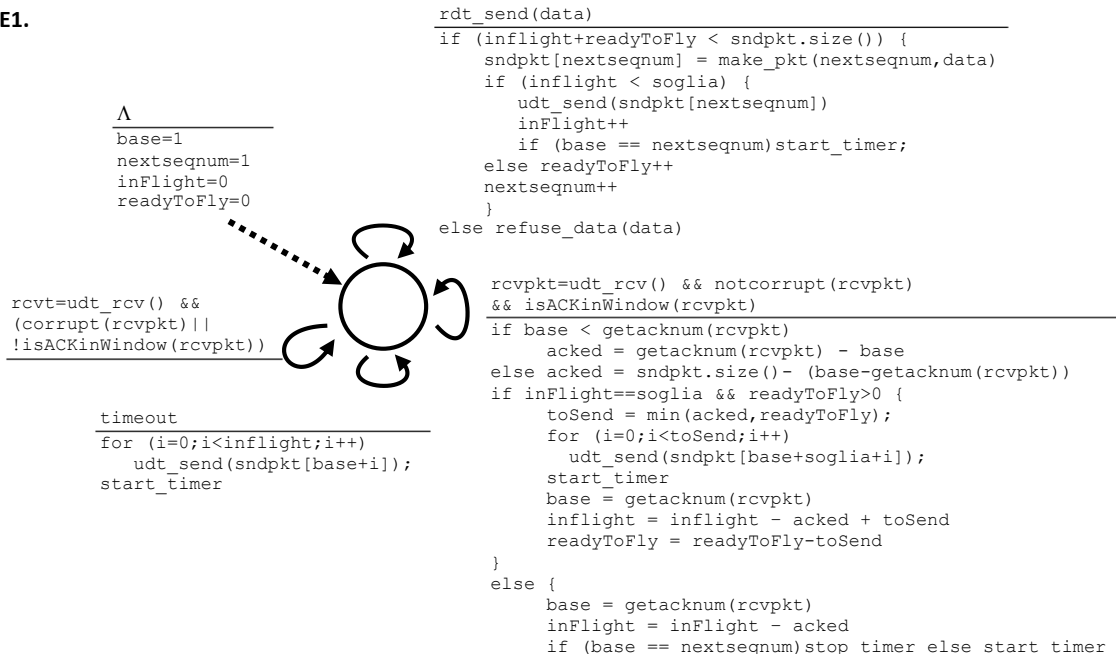 E1.
rdt_send(data)
if (inflight+readyToFly < sndpkt.size()) {
sndpkt[nextseqnum] = make_pkt(nextseqnum,data)
if (inflight < soglia) {
udt_send(sndpkt[nextseqnum])
inFlight++
if (base == nextseqnum)start_timer;
else readyToFly++
nextseqnum++
}
else refuse_data(data)
Λ
base=1
nextseqnum=1
inFlight=0
readyToFly=0
rcvt=udt_rcv() &&
(corrupt(rcvpkt)||
!isACKinWindow(rcvpkt))
timeout
for (i=0;i<inflight;i++)
udt_send(sndpkt[base+i]);
start_timer
rcvpkt=udt_rcv() && notcorrupt(rcvpkt)
&& isACKinWindow(rcvpkt)
if base < getacknum(rcvpkt)
acked = getacknum(rcvpkt) - base
else acked = sndpkt.size()- (base-getacknum(rcvpkt))
if inFlight==soglia && readyToFly>0 {
toSend = min(acked,readyToFly);
for (i=0;i<toSend;i++)
udt_send(sndpkt[base+soglia+i]);
start_timer
base = getacknum(rcvpkt)
inflight = inflight – acked + toSend
readyToFly = readyToFly-toSend
}
else {
base = getacknum(rcvpkt)
inFlight = inFlight – acked
if (base == nextseqnum)stop_timer else start_timer